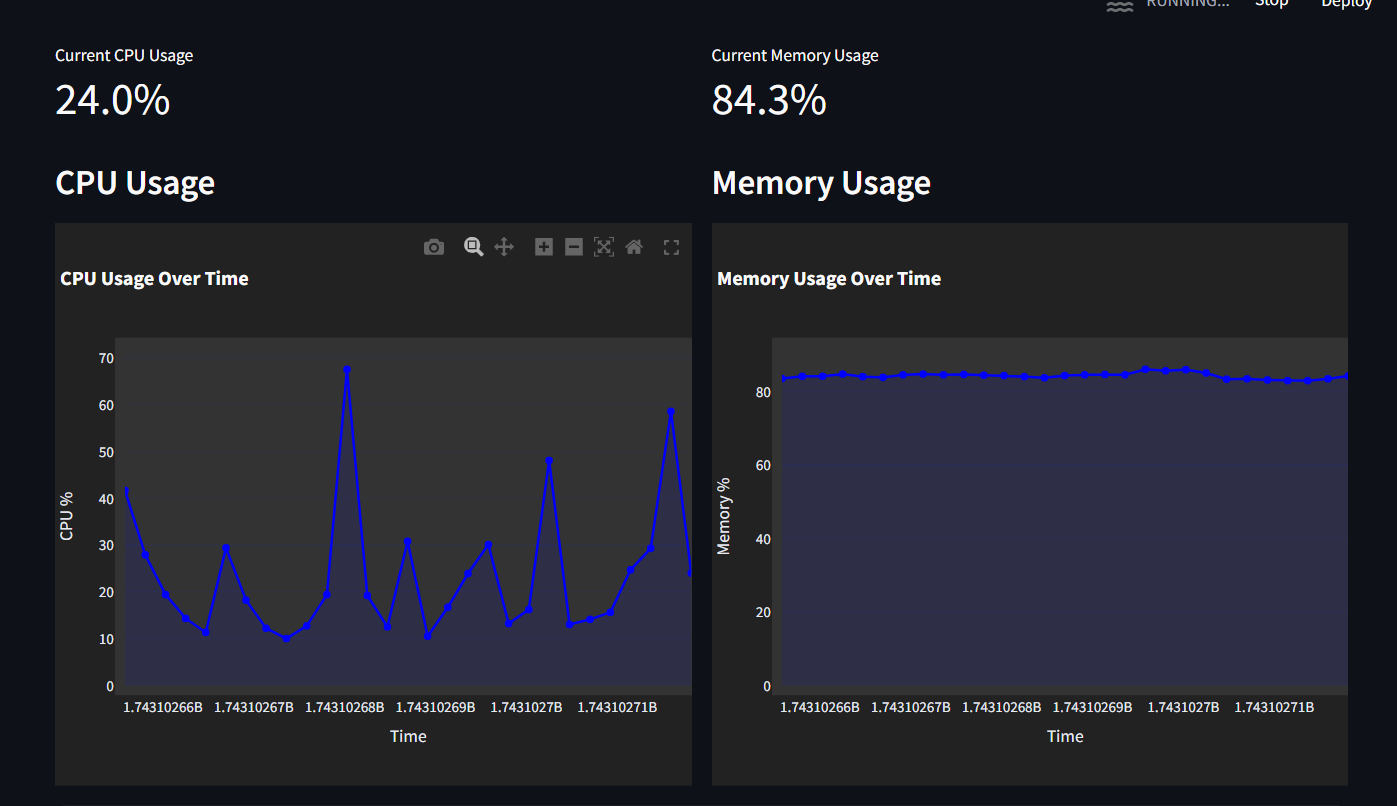 RUNNING... Stop Deploy
Current CPU Usage
24.0%
Current Memory Usage
84.3%
CPU Usage
Memory Usage
CPU Usage Over Time
70
60
50
40
30
20
10
0
CPU %
1.74310266B 1.74310267B 1.74310268B 1.74310269B 1.7431027B 1.74310271B
Time
Memory Usage Over Time
80
60
40
20
0
Memory %
1.74310266B 1.74310267B 1.74310268B 1.74310269B 1.7431027B 1.74310271B
Time